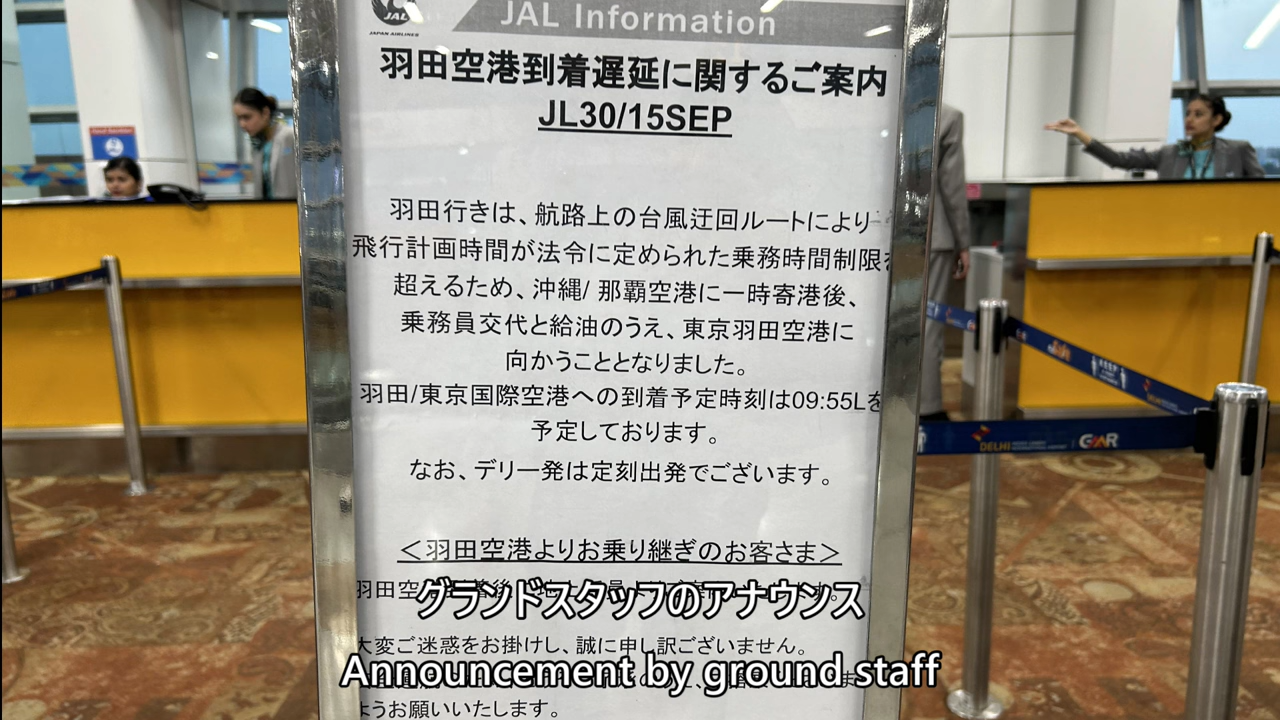 JAL
JAPAN AIRLINES
JAL Information
羽田空港到着遅延に関するご案内
JL30/15SEP
羽田行きは、航路上の台風迂回ルートにより
飛行計画時間が法令に定められた乗務時間制限を
超えるため、沖縄/ 那覇空港に一時寄港後、
乗務員交代と給油のうえ、東京羽田空港に
向かうこととなりました。
羽田/東京国際空港への到着予定時刻は09:55Lを
予定しております。
なお、デリー発は定刻出発でございます。
＜羽田空港よりお乗り継ぎのお客さま＞
羽田空
グランドスタッフのアナウンス
大変ご迷惑をお掛けし、誠に申し訳ございません。
Announcement by ground staff
ようお願いいたします。
DELHI
GMR